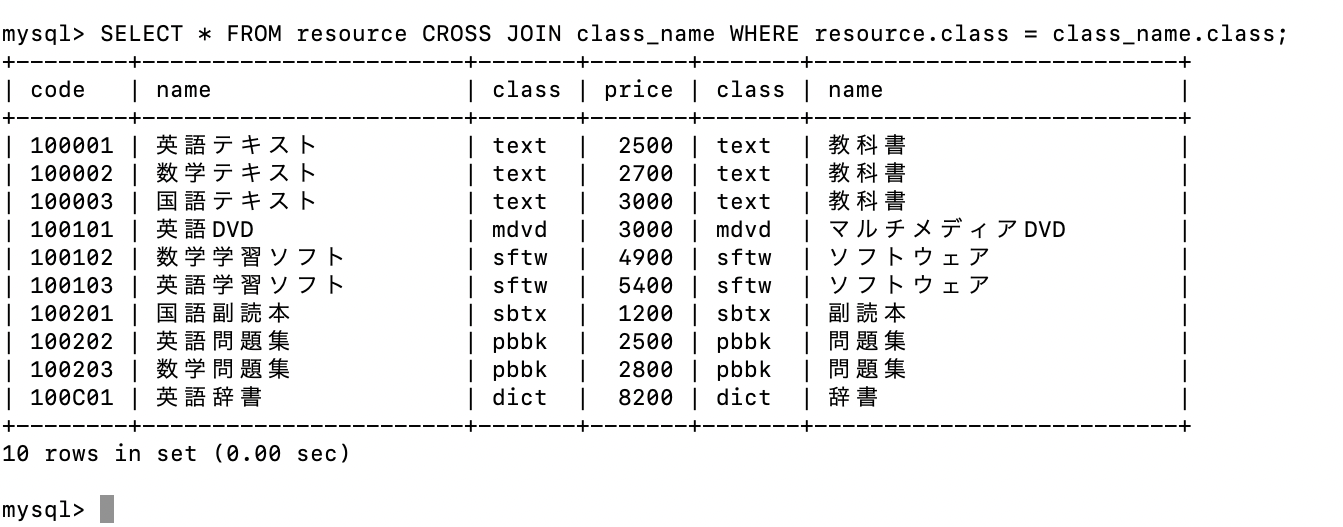 mysql> SELECT * FROM resource CROSS JOIN class_name WHERE resource.class = class_name.class;
+--------+-----------------------+-------+-------+-------+--------------------------+
| code   | name                  | class | price | class | name                     |
+--------+-----------------------+-------+-------+-------+--------------------------+
| 100001 | 英語テキスト          | text  |  2500 | text  | 教科書                   |
| 100002 | 数学テキスト          | text  |  2700 | text  | 教科書                   |
| 100003 | 国語テキスト          | text  |  3000 | text  | 教科書                   |
| 100101 | 英語DVD               | mdvd  |  3000 | mdvd  | マルチメディアDVD        |
| 100102 | 数学学習ソフト        | sftw  |  4900 | sftw  | ソフトウェア             |
| 100103 | 英語学習ソフト        | sftw  |  5400 | sftw  | ソフトウェア             |
| 100201 | 国語副読本            | sbtx  |  1200 | sbtx  | 副読本                   |
| 100202 | 英語問題集            | pbbk  |  2500 | pbbk  | 問題集                   |
| 100203 | 数学問題集            | pbbk  |  2800 | pbbk  | 問題集                   |
| 100C01 | 英語辞書              | dict  |  8200 | dict  | 辞書                     |
+--------+-----------------------+-------+-------+-------+--------------------------+
10 rows in set (0.00 sec)
mysql>